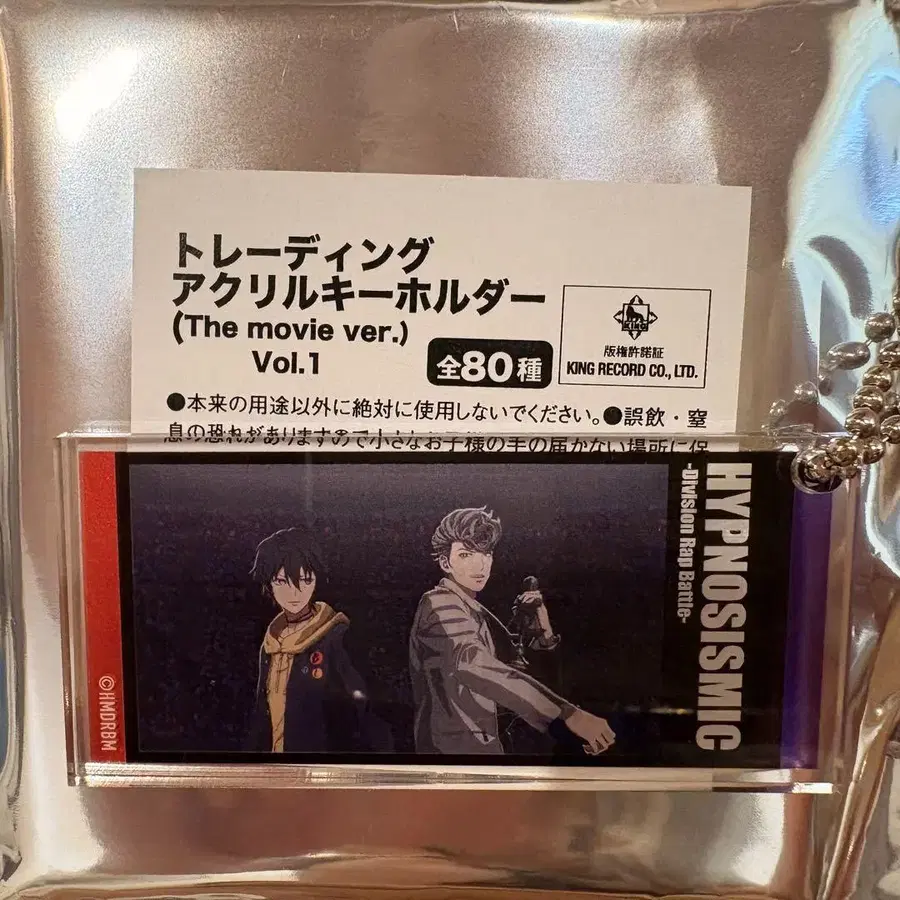 トレーディング
アクリルキーホルダー
(The movie ver.)
Vol.1
全80種
KING
版権許諾証
KING RECORD CO., LTD.
●本来の用途以外に絶対に使用しないでください。●誤飲・窒
息の恐れがありますので小さなお子様の手の届かない場所に保
HYPNOSISMIC
-Division Rap Battle-
©HMDRBM